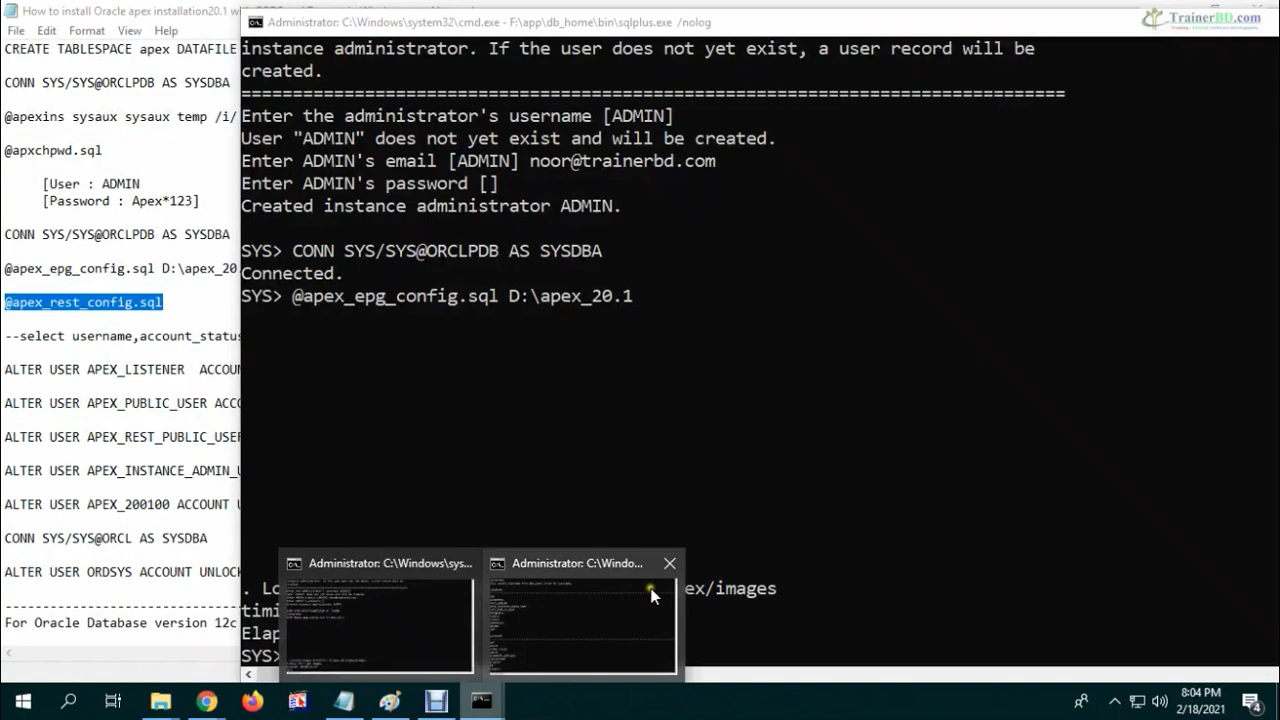 How to install Oracle apex installation20.1
File Edit Format View Help
CREATE TABLESPACE apex DATAFILE
CONN SYS/SYS@ORCLPDB AS SYSDBA
@apexins sysaux sysaux temp /i/
@apxchpwd.sql
[User : ADMIN
[Password : Apex*123]
CONN SYS/SYS@ORCLPDB AS SYSDBA
@apex_epg_config.sql D:\apex_20.
@apex_rest_config.sql
--select username,account_status
ALTER USER APEX_LISTENER ACCOUN
ALTER USER APEX_PUBLIC_USER ACCO
ALTER USER APEX_REST_PUBLIC_USER
ALTER USER APEX_INSTANCE_ADMIN_U
ALTER USER APEX_200100 ACCOUNT U
CONN SYS/SYS@ORCL AS SYSDBA
ALTER USER ORDSYS ACCOUNT UNLOCK
For Oracle Database version 12c
Administrator: C:\Windows\system32\cmd.exe - F:\app\db_home\bin\sqlplus.exe /nolog
TrainerBD.com
instance administrator. If the user does not yet exist, a user record will be
created.
================================================================================
Enter the administrator's username [ADMIN]
User "ADMIN" does not yet exist and will be created.
Enter ADMIN's email [ADMIN] noor@trainerbd.com
Enter ADMIN's password []
Created instance administrator ADMIN.
SYS> CONN SYS/SYS@ORCLPDB AS SYSDBA
Connected.
SYS> @apex_epg_config.sql D:\apex_20.1
. Lo
ex/images
timi
Elap
SYS>
Administrator: C:\Windows\sys...
Administrator: C:\Windo...
8:04 PM
2/18/2021
4